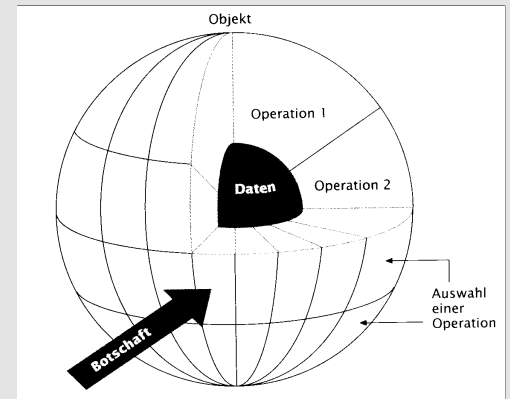 Objekt
Operation 1
Daten
Operation 2
Auswahl
einer
Operation
Botschaft